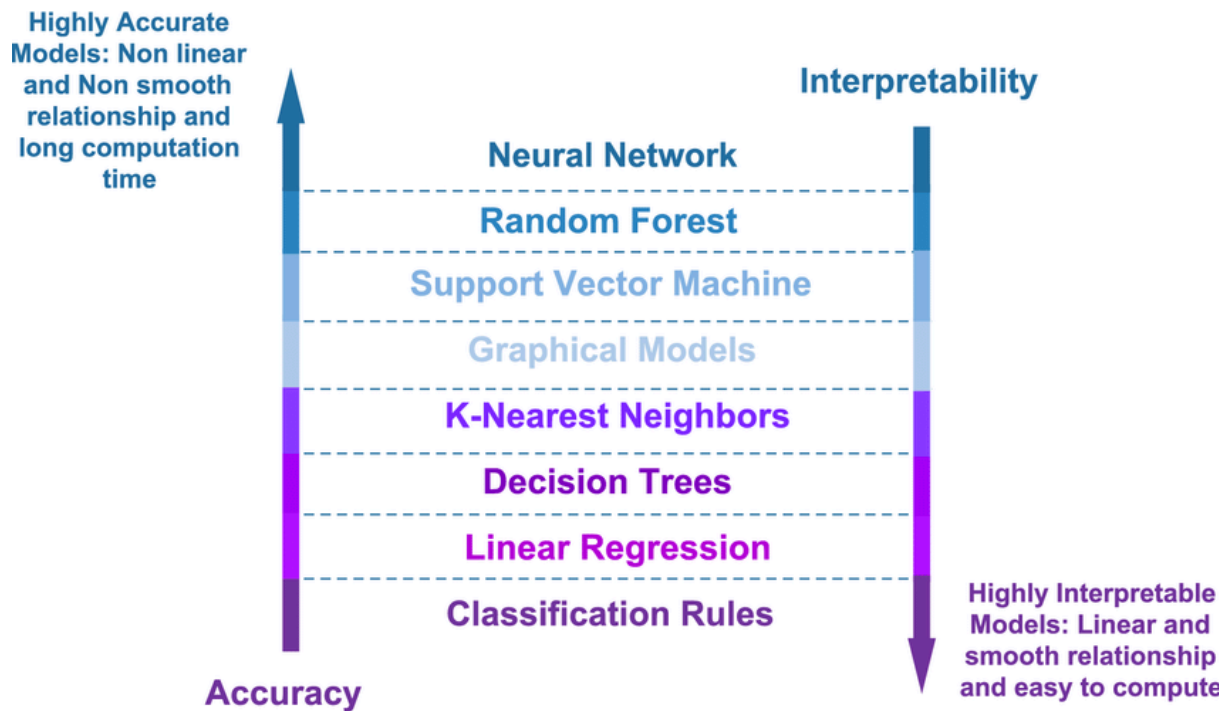 Highly Accurate
Models: Non linear
and Non smooth
relationship and
long computation
time
Interpretability
Neural Network
Random Forest
Support Vector Machine
Graphical Models
K-Nearest Neighbors
Decision Trees
Linear Regression
Classification Rules
Accuracy
Highly Interpretable
Models: Linear and
smooth relationship
and easy to compute